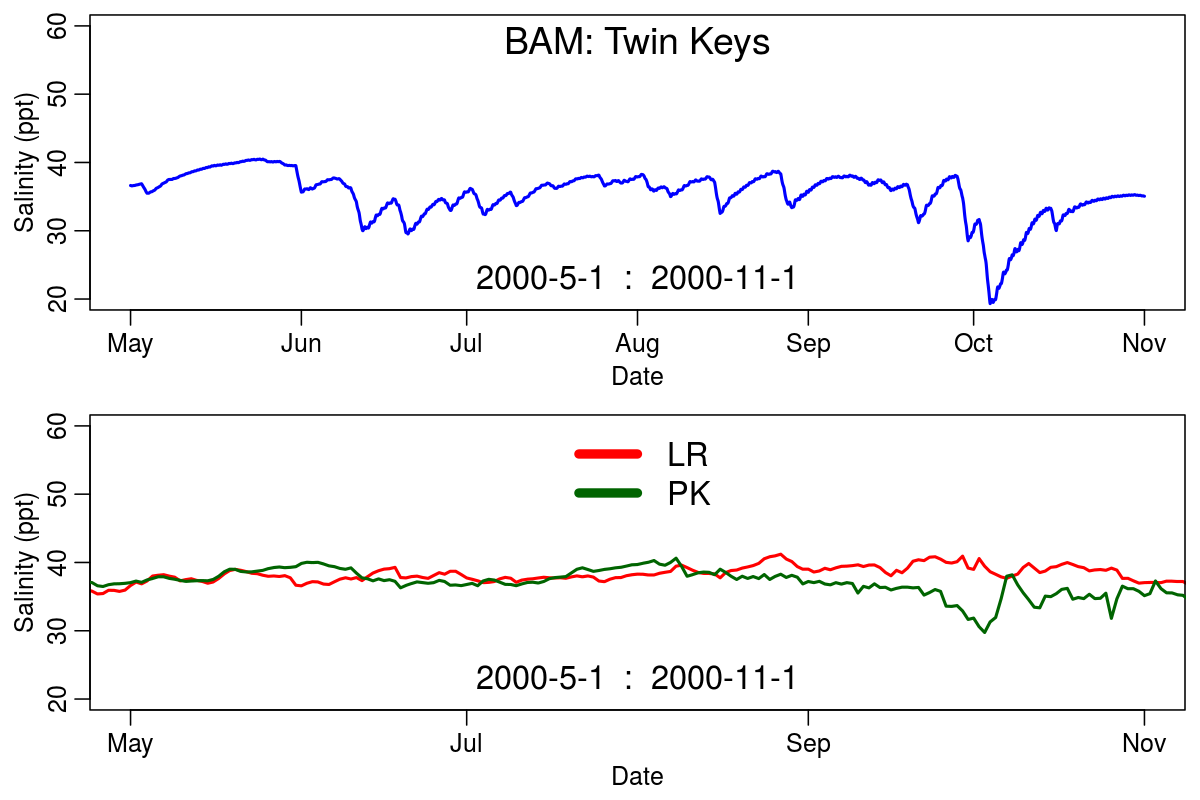 BAM: Twin Keys
Salinity (ppt)
60
50
40
30
20
2000-5-1 : 2000-11-1
May Jun Jul Aug Sep Oct Nov
Date
LR
PK
Salinity (ppt)
60
50
40
30
20
2000-5-1 : 2000-11-1
May Jul Sep Nov
Date